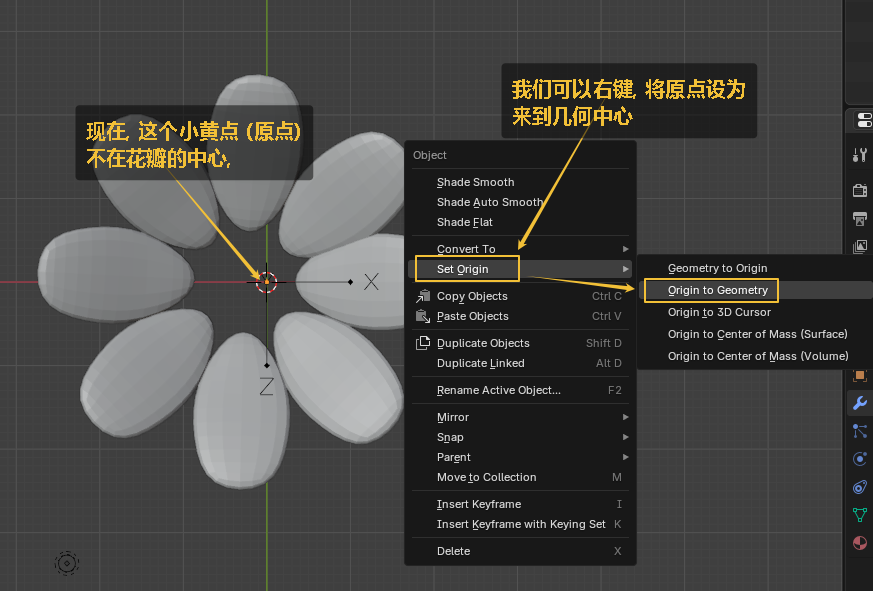 我们可以右键, 将原点设为
来到几何中心
现在, 这个小黄点 (原点)
不在花瓣的中心,
Object
Shade Smooth
Shade Auto Smooth
Shade Flat
Convert To
Set Origin
Geometry to Origin
Origin to Geometry
Origin to 3D Cursor
Origin to Center of Mass (Surface)
Origin to Center of Mass (Volume)
Copy Objects Ctrl C
Paste Objects Ctrl V
Duplicate Objects Shift D
Duplicate Linked Alt D
Rename Active Object... F2
Mirror
Snap
Parent
Move to Collection M
Insert Keyframe I
Insert Keyframe with Keying Set K
Delete X
X
Z